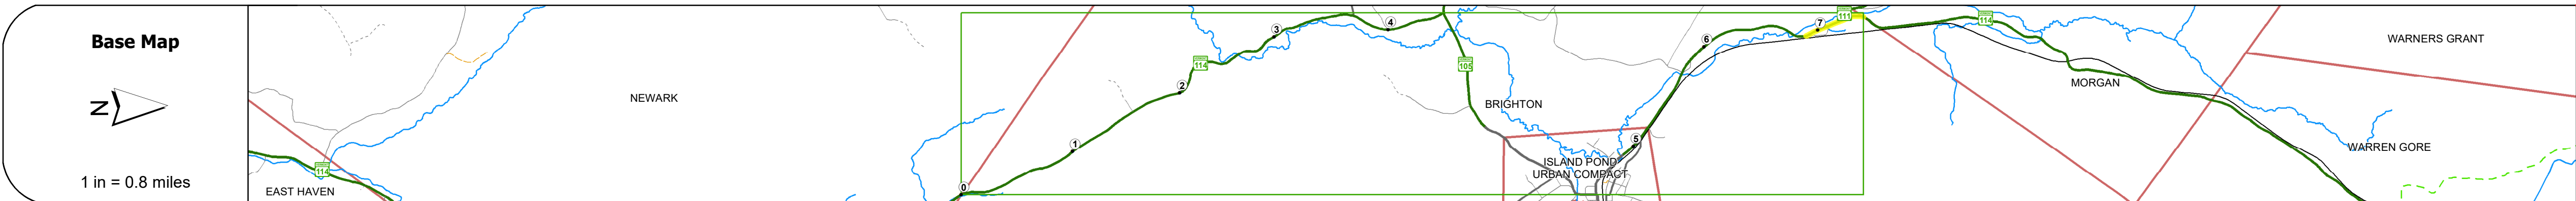 Base Map
N
1 in = 0.8 miles
114
EAST HAVEN
NEWARK
0
1
2
114
3
4
105
BRIGHTON
ISLAND POND
URBAN COMPACT
5
6
7
111
114
MORGAN
WARNERS GRANT
WARREN GORE